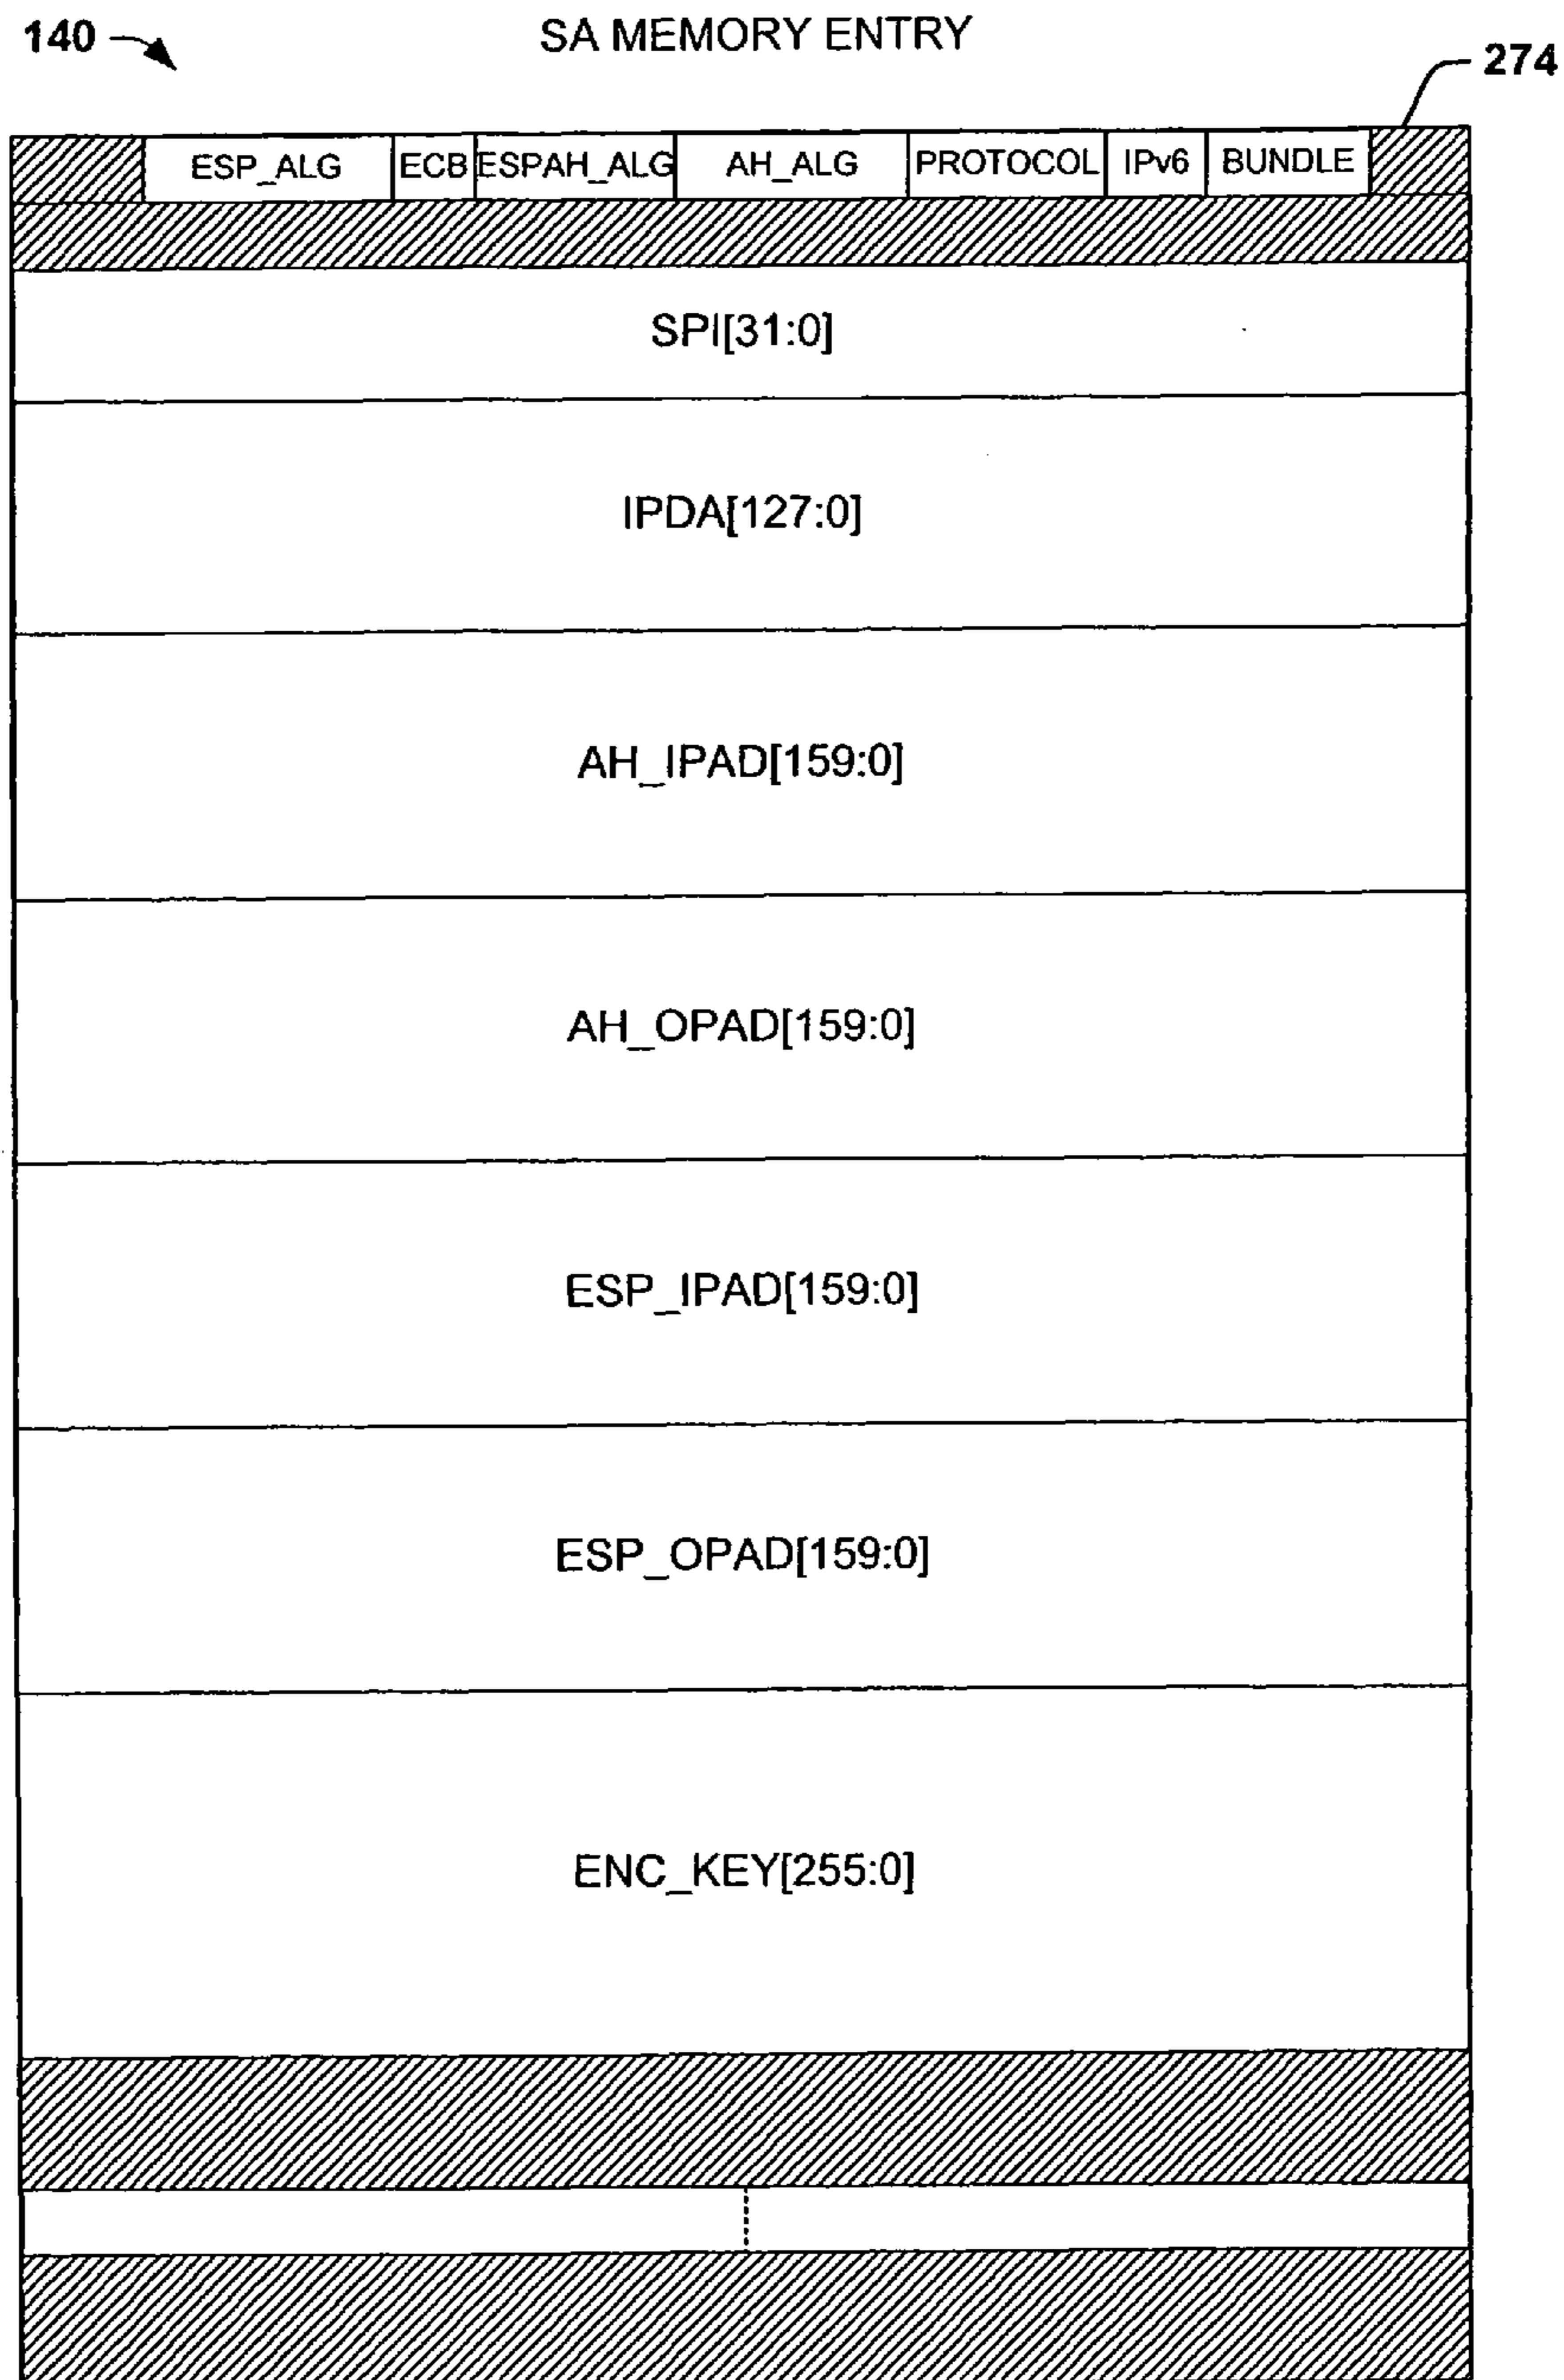 140
SA MEMORY ENTRY
274
ESP_ALG ECB ESPAH_ALG AH_ALG PROTOCOL IPv6 BUNDLE
SPI[31:0]
IPDA[127:0]
AH_IPAD[159:0]
AH_OPAD[159:0]
ESP_IPAD[159:0]
ESP_OPAD[159:0]
ENC_KEY[255:0]